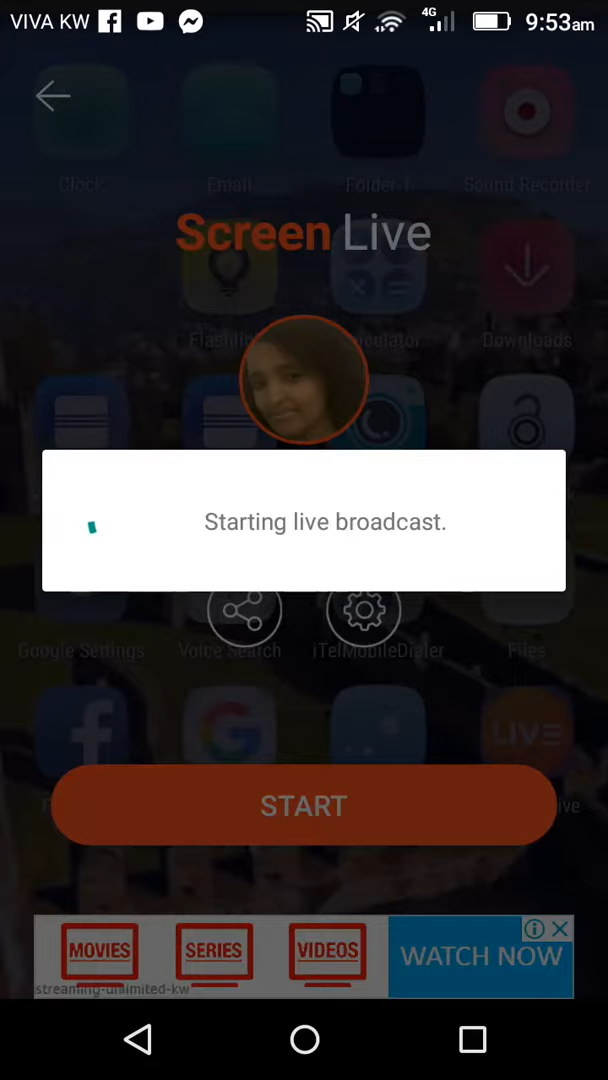 VIVA KW 4G 9:53am
Clock Email Folder 1 Sound Recorder
Screen Live
Downloads
Starting live broadcast.
Google Settings Voice Search iTelMobileDialer Files
LIVE
START
MOVIES SERIES VIDEOS WATCH NOW
streaming-unlimited-kw